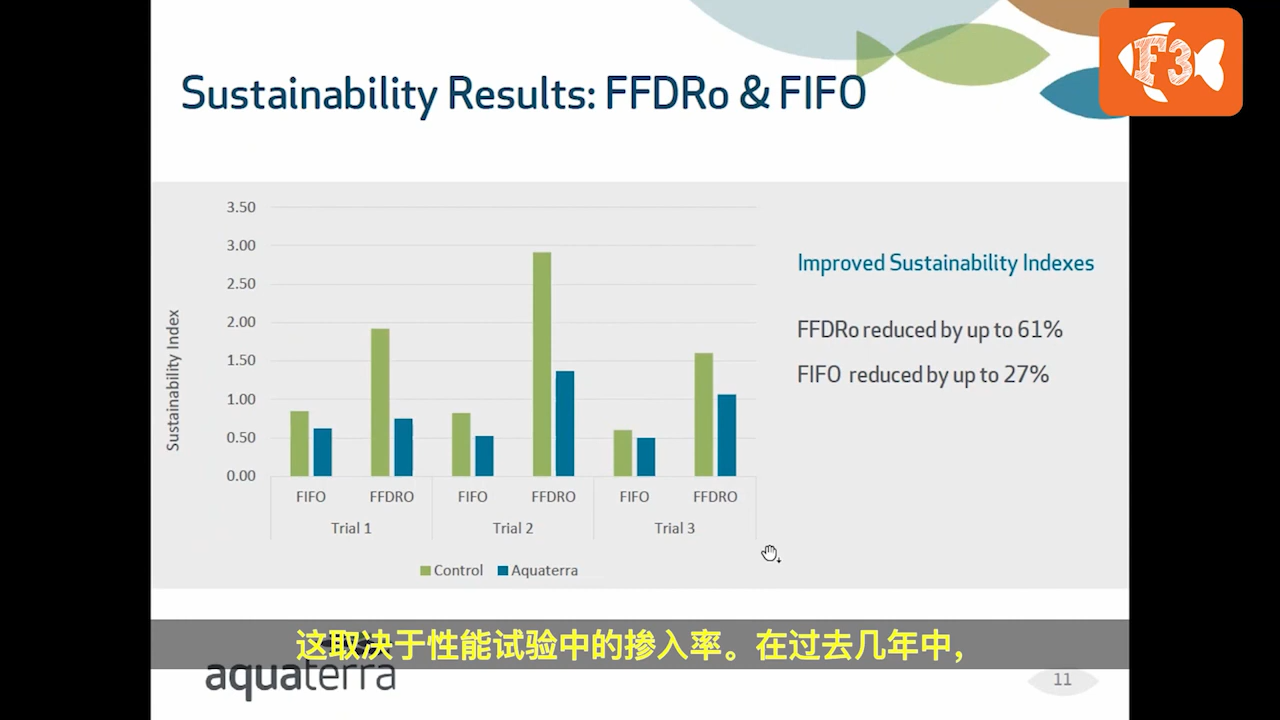 F3
Sustainability Results: FFDRo & FIFO
3.50
3.00
2.50
2.00
1.50
1.00
0.50
0.00
Sustainability Index
FIFO FFDRO FIFO FFDRO FIFO FFDRO
Trial 1 Trial 2 Trial 3
Control Aquaterra
Improved Sustainability Indexes
FFDRo reduced by up to 61%
FIFO reduced by up to 27%
这取决于性能试验中的掺入率。在过去几年中,
aquaterra
11